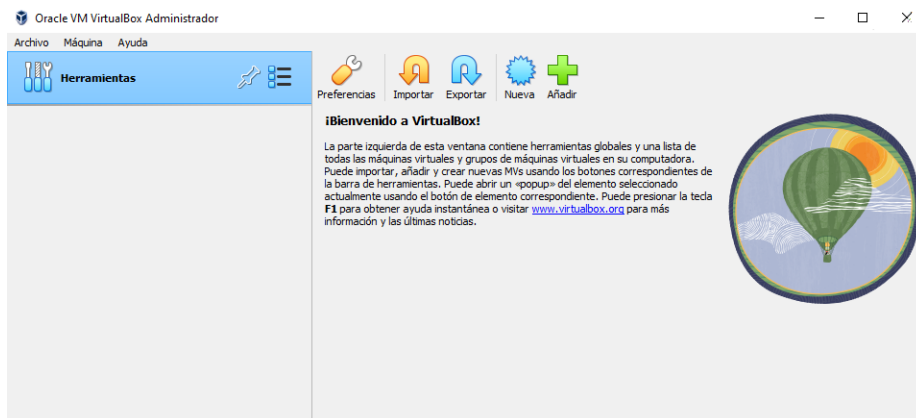 Oracle VM VirtualBox Administrador
Archivo Máquina Ayuda
Herramientas
Preferencias Importar Exportar Nueva Añadir
¡Bienvenido a VirtualBox!
La parte izquierda de esta ventana contiene herramientas globales y una lista de
todas las máquinas virtuales y grupos de máquinas virtuales en su computadora.
Puede importar, añadir y crear nuevas MVs usando los botones correspondientes de
la barra de herramientas. Puede abrir un «popup» del elemento seleccionado
actualmente usando el botón de elemento correspondiente. Puede presionar la tecla
F1 para obtener ayuda instantánea o visitar www.virtualbox.org para más
información y las últimas noticias.